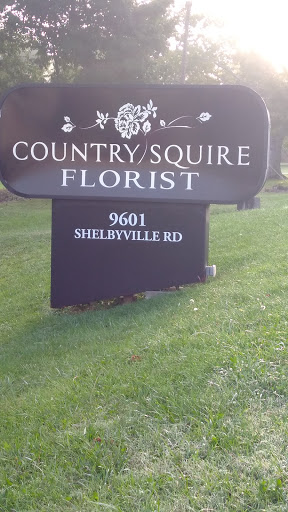 COUNTRY SQUIRE
FLORIST
9601
SHELBYVILLE RD